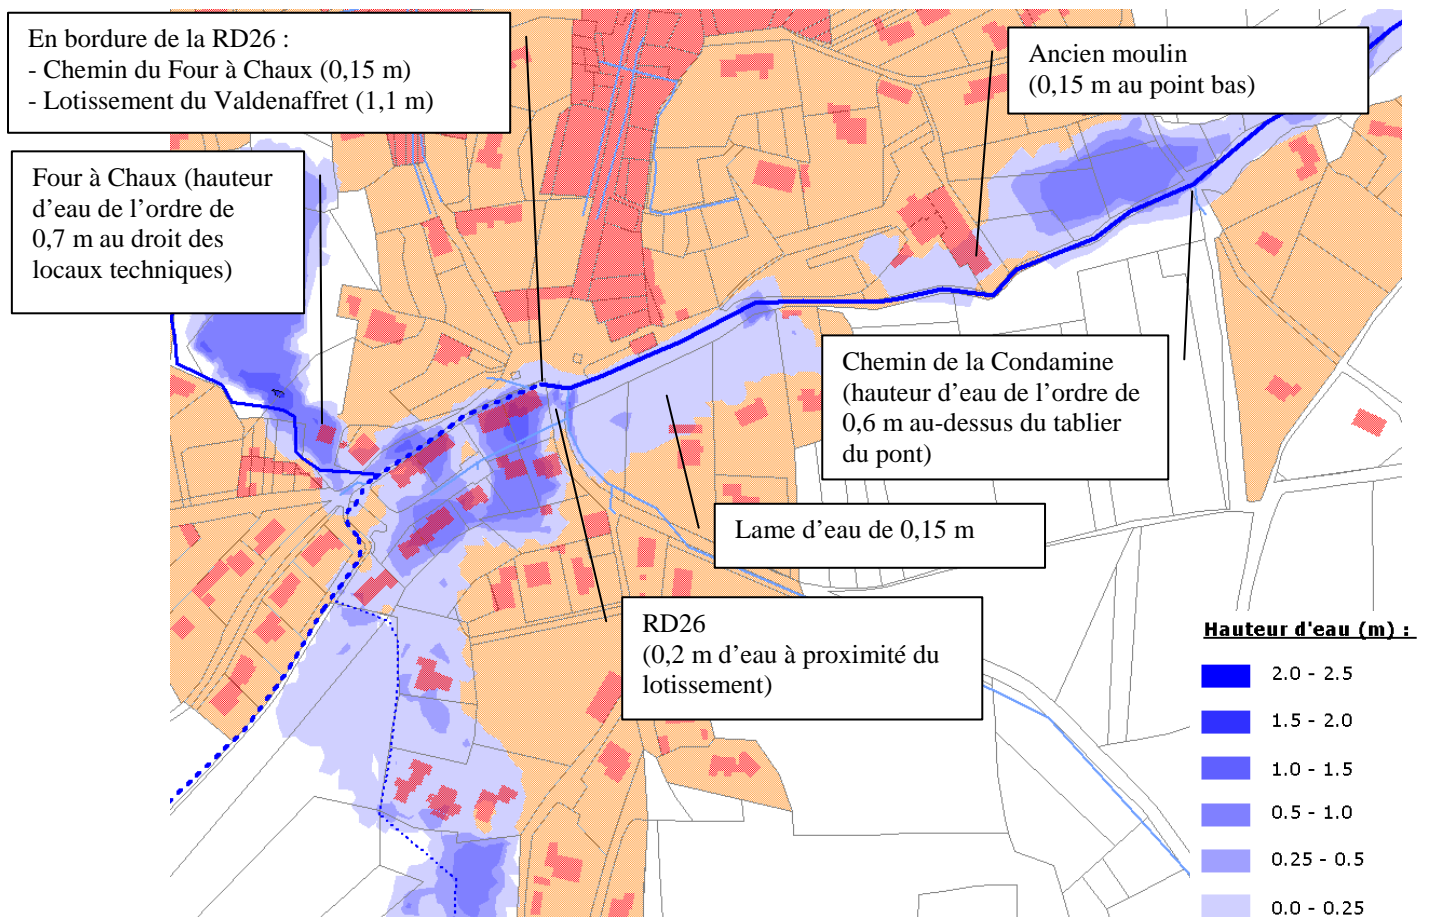 En bordure de la RD26 :
- Chemin du Four à Chaux (0,15 m)
- Lotissement du Valdenaffret (1,1 m)
Ancien moulin
(0,15 m au point bas)
Four à Chaux (hauteur
d’eau de l’ordre de
0,7 m au droit des
locaux techniques)
Chemin de la Condamine
(hauteur d’eau de l’ordre de
0,6 m au-dessus du tablier
du pont)
Lame d’eau de 0,15 m
RD26
(0,2 m d’eau à proximité du
lotissement)
Hauteur d'eau (m) :
2.0 - 2.5
1.5 - 2.0
1.0 - 1.5
0.5 - 1.0
0.25 - 0.5
0.0 - 0.25